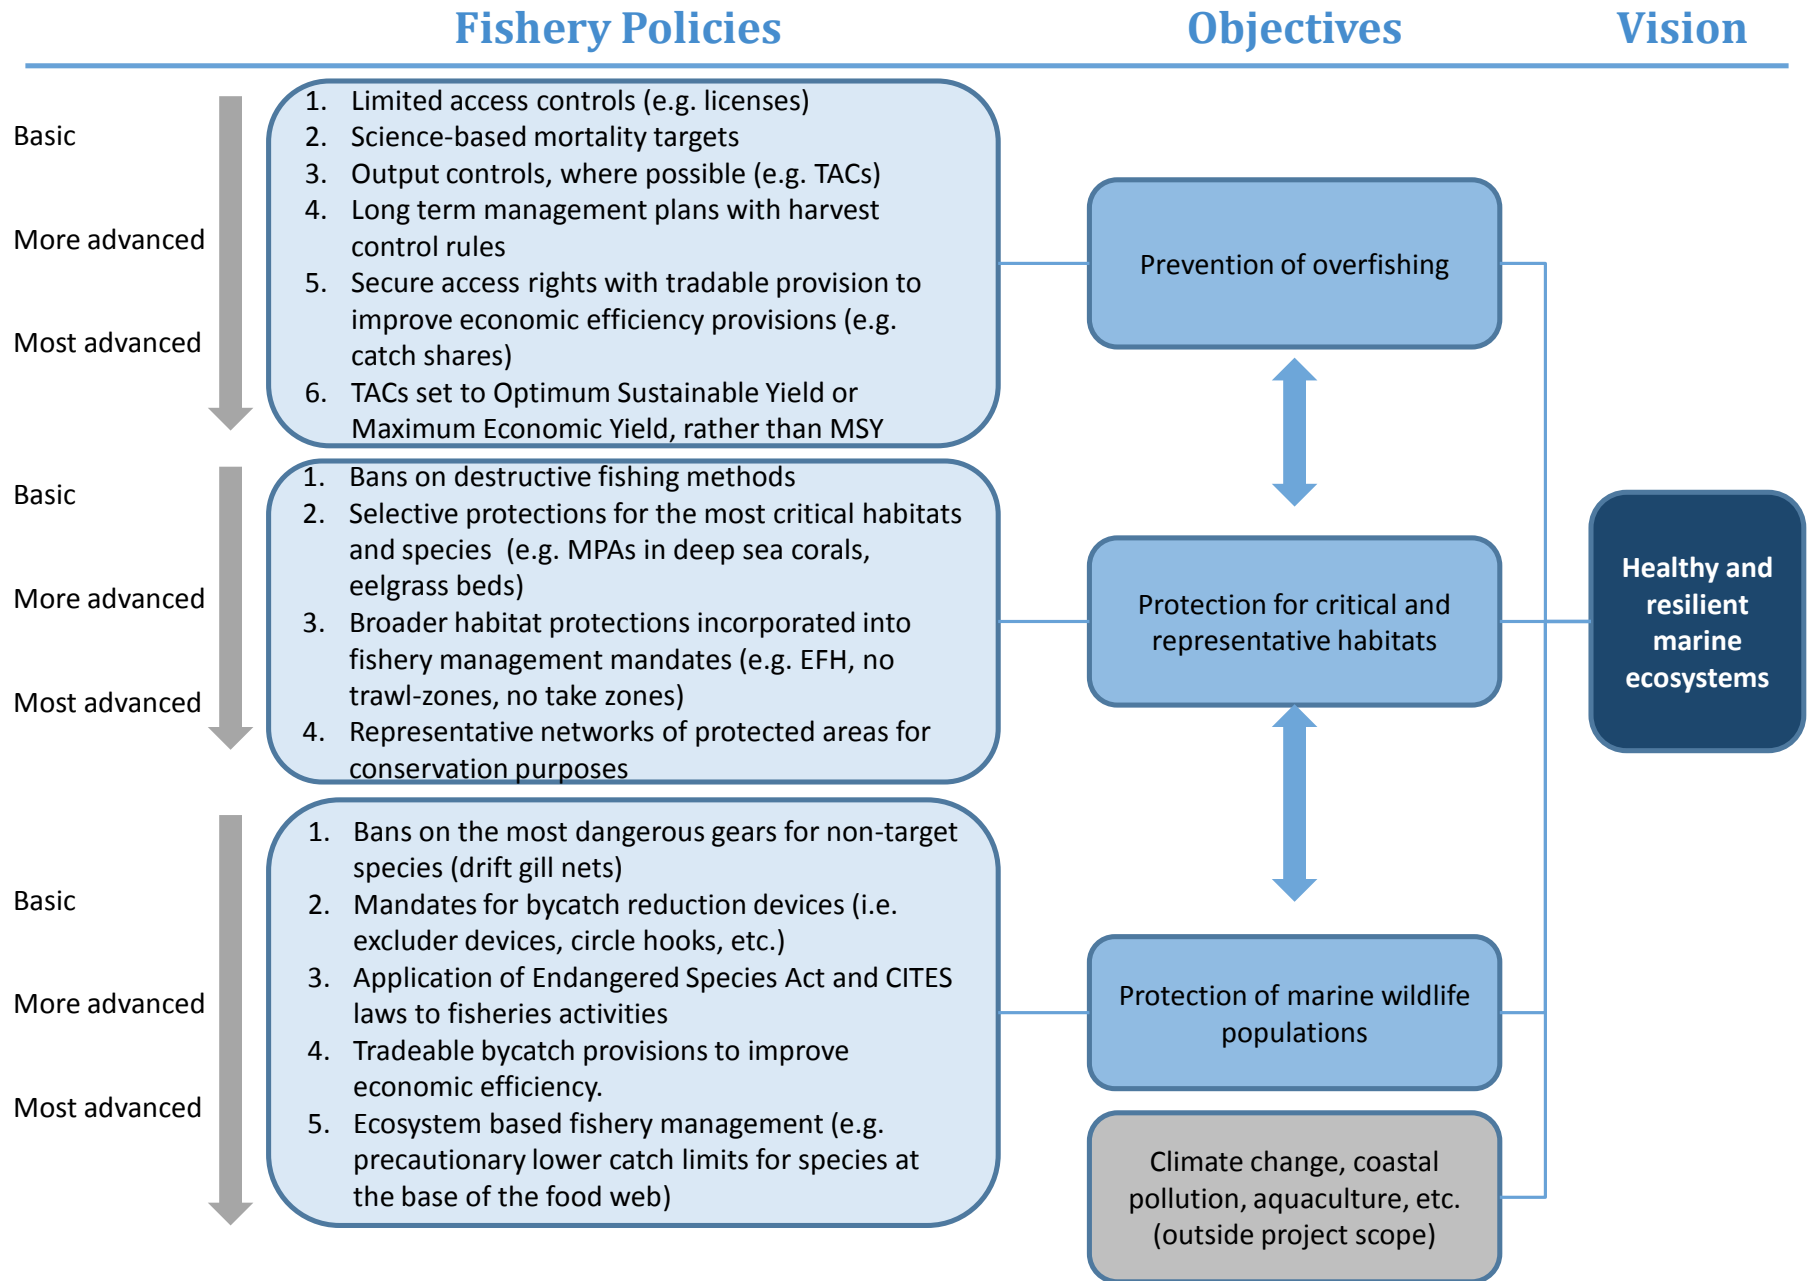 Fishery Policies
Objectives
Vision
Basic
More advanced
Most advanced
1. Limited access controls (e.g. licenses)
2. Science-based mortality targets
3. Output controls, where possible (e.g. TACs)
4. Long term management plans with harvest
control rules
5. Secure access rights with tradable provision to
improve economic efficiency provisions (e.g.
catch shares)
6. TACs set to Optimum Sustainable Yield or
Maximum Economic Yield, rather than MSY
Prevention of overfishing
Basic
More advanced
Most advanced
1. Bans on destructive fishing methods
2. Selective protections for the most critical habitats
and species (e.g. MPAs in deep sea corals,
eelgrass beds)
3. Broader habitat protections incorporated into
fishery management mandates (e.g. EFH, no
trawl-zones, no take zones)
4. Representative networks of protected areas for
conservation purposes
Protection for critical and
representative habitats
Healthy and
resilient
marine
ecosystems
Basic
More advanced
Most advanced
1. Bans on the most dangerous gears for non-target
species (drift gill nets)
2. Mandates for bycatch reduction devices (i.e.
excluder devices, circle hooks, etc.)
3. Application of Endangered Species Act and CITES
laws to fisheries activities
4. Tradeable bycatch provisions to improve
economic efficiency.
5. Ecosystem based fishery management (e.g.
precautionary lower catch limits for species at
the base of the food web)
Protection of marine wildlife
populations
Climate change, coastal
pollution, aquaculture, etc.
(outside project scope)